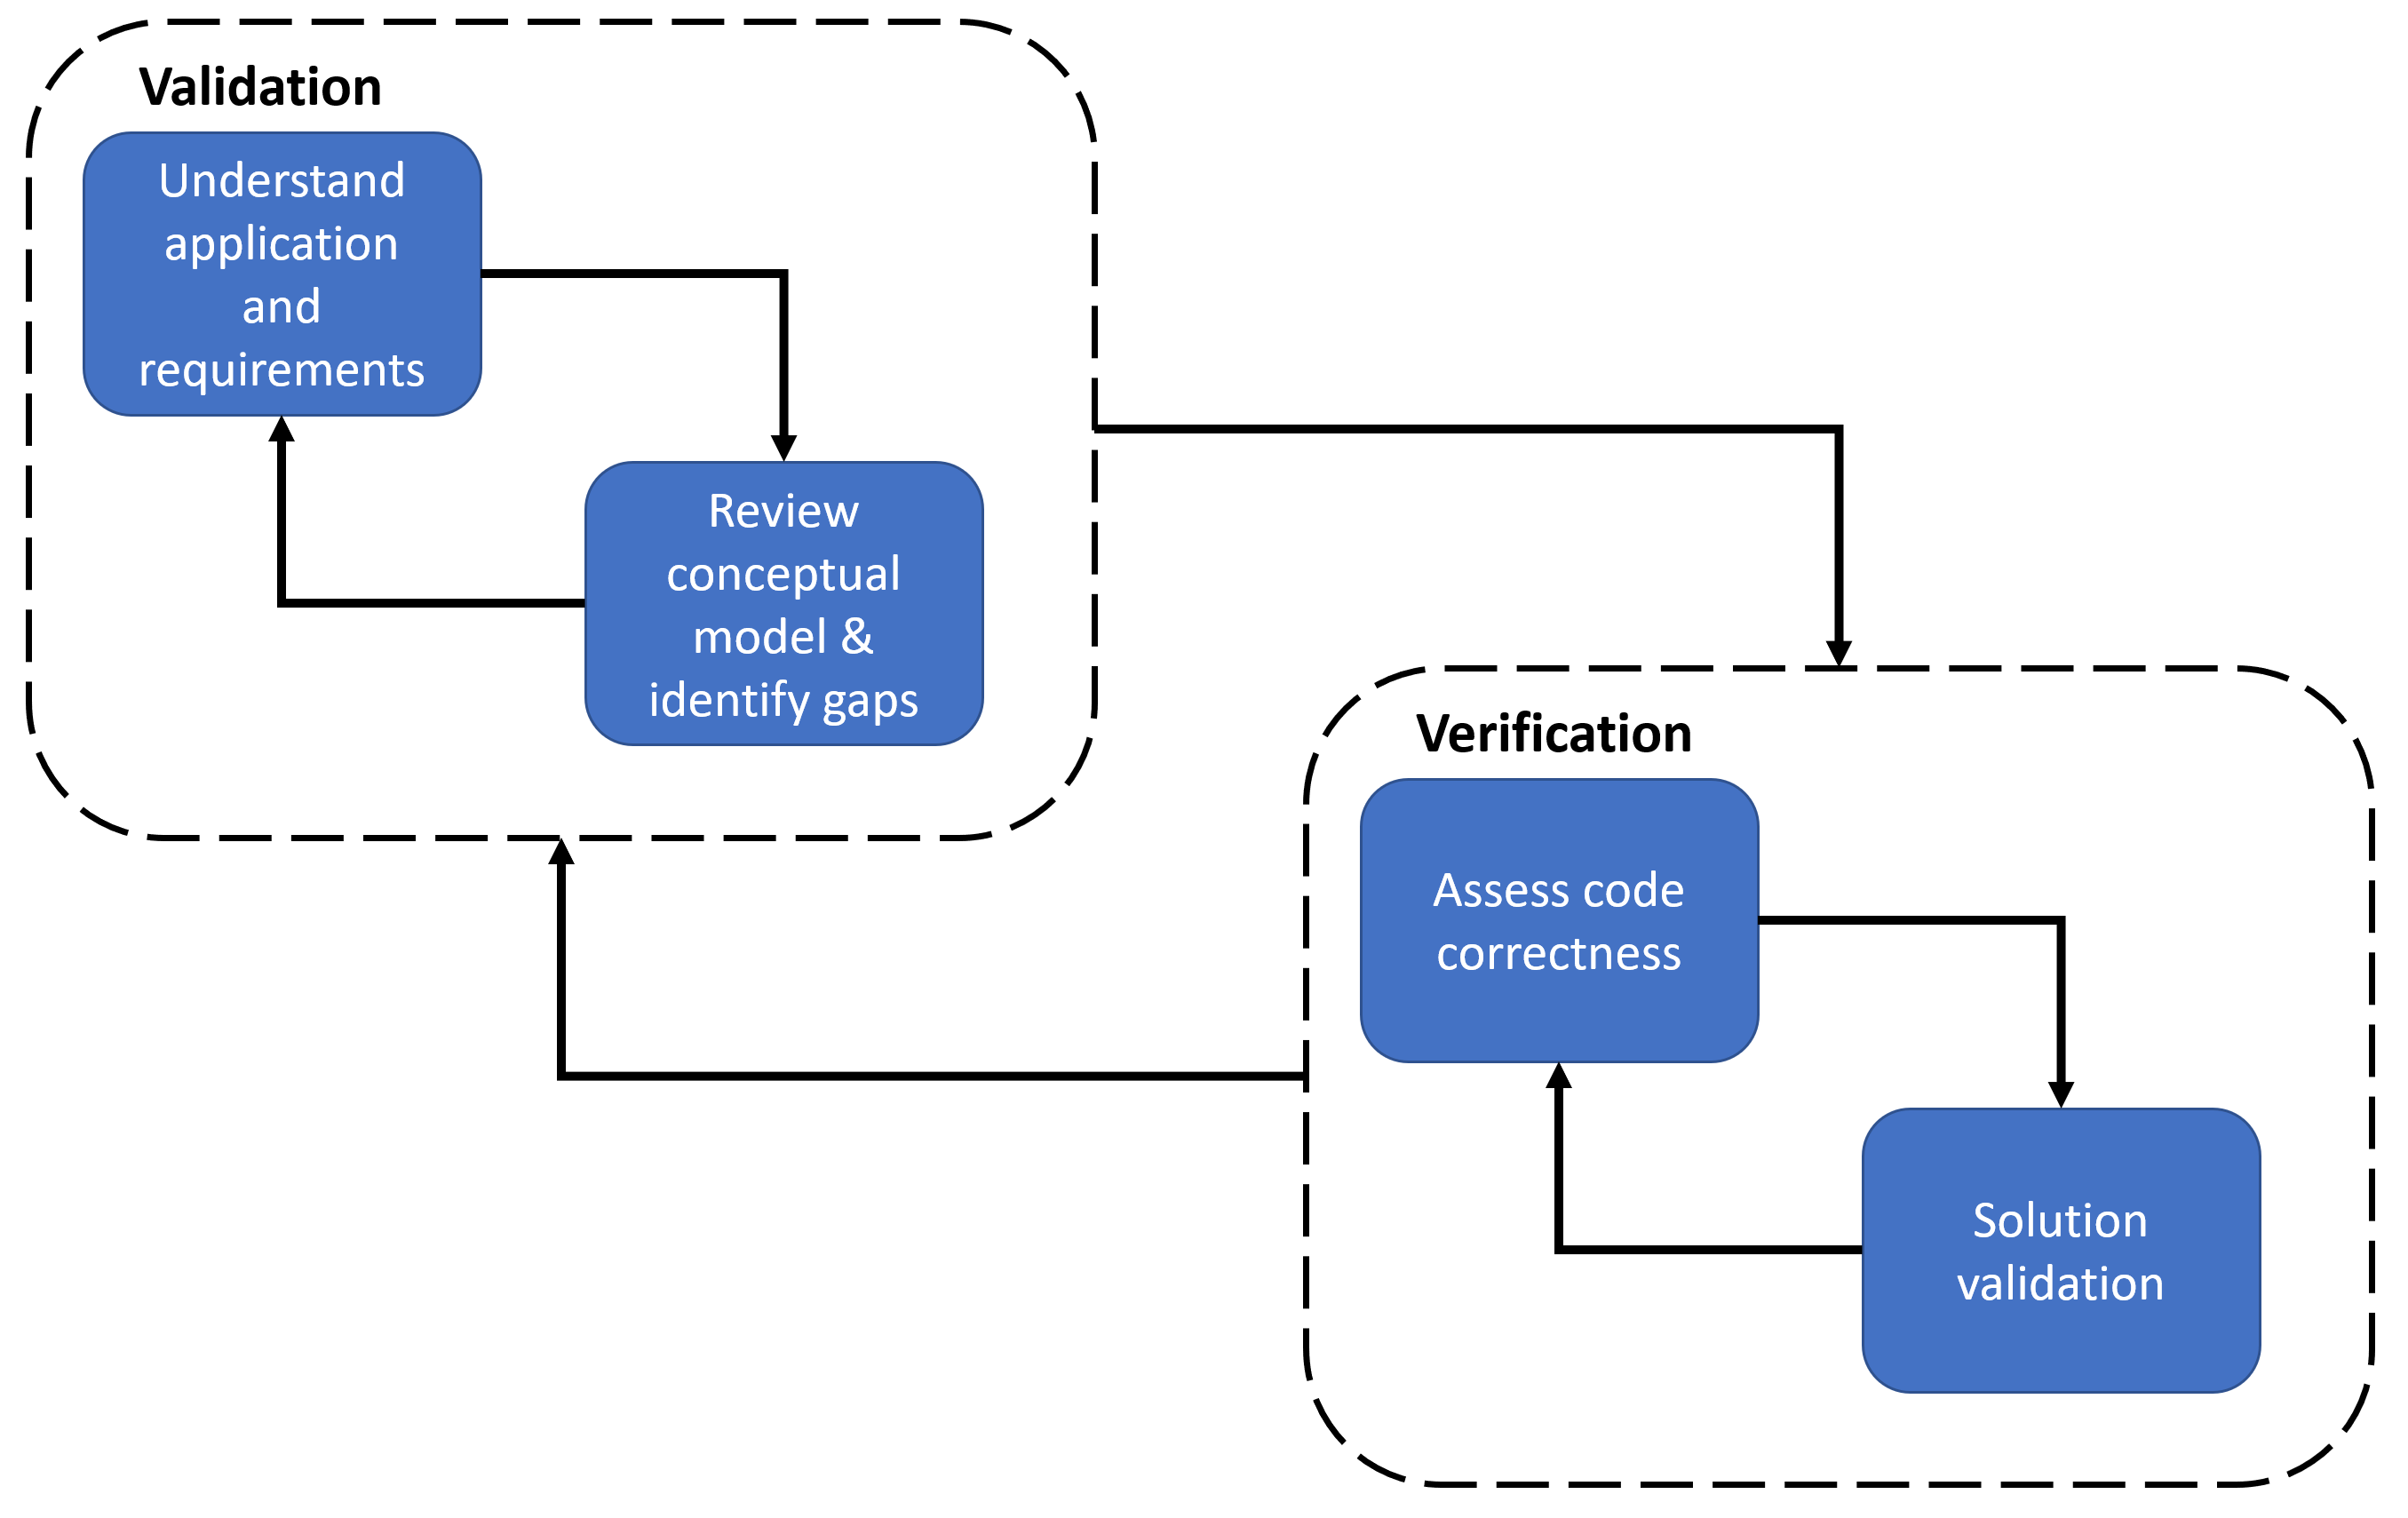 Validation
Understand
application
and
requirements
Review
conceptual
model &
identify gaps
Verification
Assess code
correctness
Solution
validation